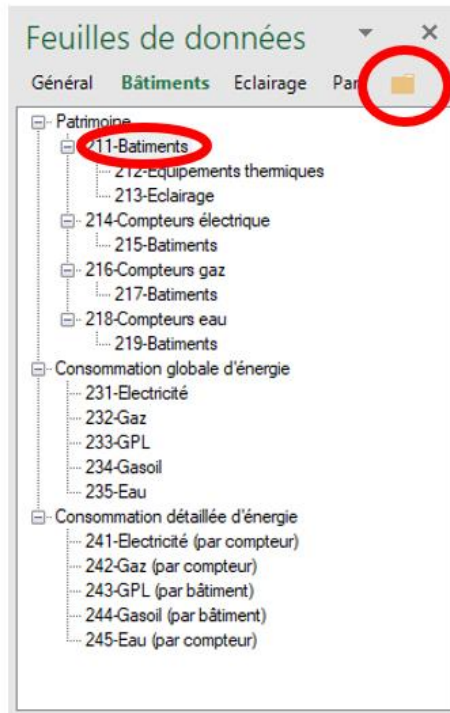 Feuilles de données
Général Bâtiments Eclairage Par
Patrimoine
211-Batiments
212-Equipements thermiques
213-Eclairage
214-Compteurs électrique
215-Batiments
216-Compteurs gaz
217-Batiments
218-Compteurs eau
219-Batiments
Consommation globale d'énergie
231-Electricité
232-Gaz
233-GPL
234-Gasoil
235-Eau
Consommation détaillée d'énergie
241-Electricité (par compteur)
242-Gaz (par compteur)
243-GPL (par bâtiment)
244-Gasoil (par bâtiment)
245-Eau (par compteur)